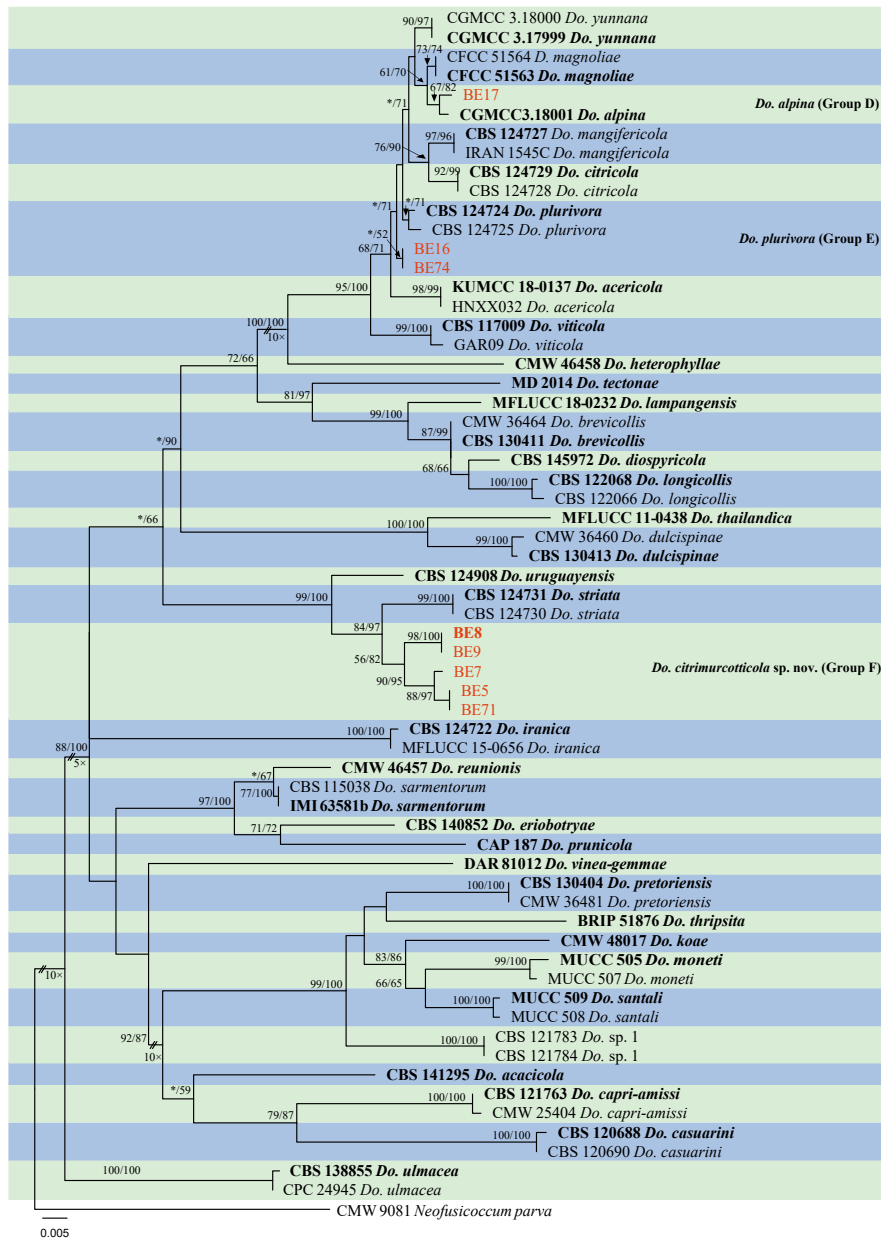 90/97
CGMCC 3.18000 Do. yunnana
CGMCC 3.17999 Do. yunnana
73/74
CFCC 51564 D. magnoliae
61/70
CFCC 51563 Do. magnoliae
67/82
BE17
*/71
CGMCC3.18001 Do. alpina
Do. alpina (Group D)
97/96
CBS 124727 Do. mangifericola
76/90
IRAN 1545C Do. mangifericola
92/99
CBS 124729 Do. citricola
CBS 124728 Do. citricola
*/71
*/71
CBS 124724 Do. plurivora
CBS 124725 Do. plurivora
*/52
Do. plurivora (Group E)
68/71
BE16
BE74
95/100
98/99
KUMCC 18-0137 Do. acericola
HNXX032 Do. acericola
100/100
10×
99/100
CBS 117009 Do. viticola
GAR09 Do. viticola
72/66
CMW 46458 Do. heterophyllae
81/97
MD 2014 Do. tectonae
99/100
MFLUCC 18-0232 Do. lampangensis
87/99
CMW 36464 Do. brevicollis
*/90
CBS 130411 Do. brevicollis
68/66
CBS 145972 Do. diospyricola
100/100
CBS 122068 Do. longicollis
CBS 122066 Do. longicollis
*/66
100/100
MFLUCC 11-0438 Do. thailandica
99/100
CMW 36460 Do. dulcispinae
CBS 130413 Do. dulcispinae
99/100
CBS 124908 Do. uruguayensis
99/100
CBS 124731 Do. striata
CBS 124730 Do. striata
84/97
98/100
BE8
BE9
56/82
BE7
Do. citrimurcotticola sp. nov. (Group F)
90/95
88/97
BE5
BE71
100/100
CBS 124722 Do. iranica
MFLUCC 15-0656 Do. iranica
88/100
5×
*/67
CMW 46457 Do. reunionis
77/100
CBS 115038 Do. sarmentorum
97/100
IMI 63581b Do. sarmentorum
71/72
CBS 140852 Do. eriobotryae
CAP 187 Do. prunicola
DAR 81012 Do. vinea-gemmae
100/100
CBS 130404 Do. pretoriensis
CMW 36481 Do. pretoriensis
BRIP 51876 Do. thripsita
83/86
CMW 48017 Do. koae
10×
99/100
66/65
99/100
MUCC 505 Do. moneti
MUCC 507 Do. moneti
100/100
MUCC 509 Do. santali
MUCC 508 Do. santali
92/87
10×
100/100
CBS 121783 Do. sp. 1
CBS 121784 Do. sp. 1
*/59
CBS 141295 Do. acacicola
79/87
100/100
CBS 121763 Do. capri-amissi
CMW 25404 Do. capri-amissi
100/100
CBS 120688 Do. casuarini
CBS 120690 Do. casuarini
100/100
CBS 138855 Do. ulmacea
CPC 24945 Do. ulmacea
CMW 9081 Neofusicoccum parva
0.005